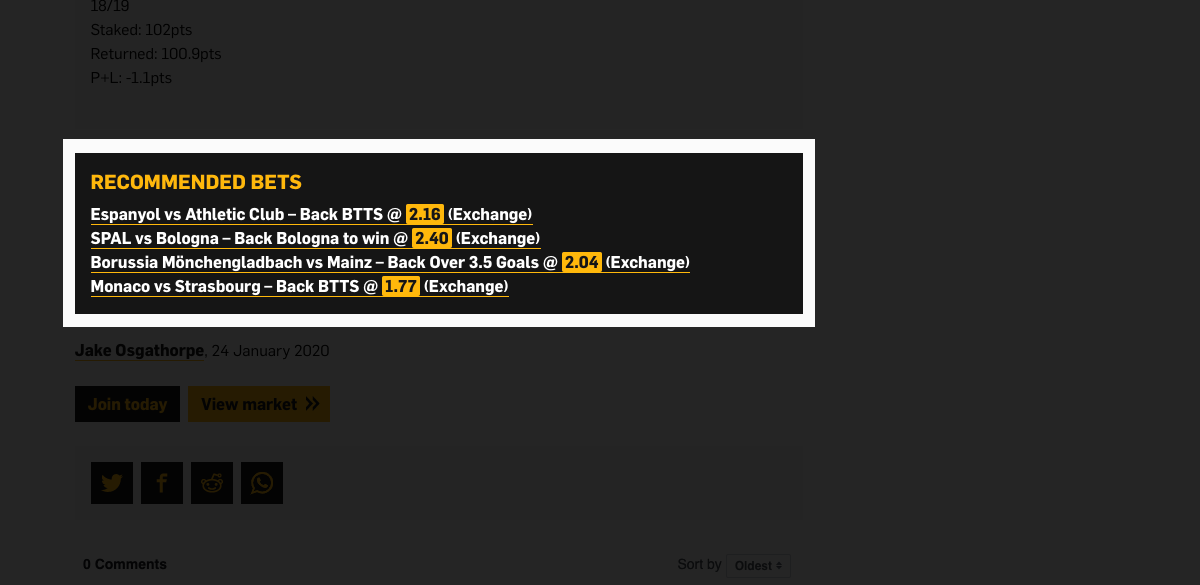 18/19
Staked: 102pts
Returned: 100.9pts
P+L: -1.1pts
RECOMMENDED BETS
Espanyol vs Athletic Club – Back BTTS @ 2.16 (Exchange)
SPAL vs Bologna – Back Bologna to win @ 2.40 (Exchange)
Borussia Mönchengladbach vs Mainz – Back Over 3.5 Goals @ 2.04 (Exchange)
Monaco vs Strasbourg – Back BTTS @ 1.77 (Exchange)
Jake Osgathorpe, 24 January 2020
Join today View market
0 Comments Sort by Oldest